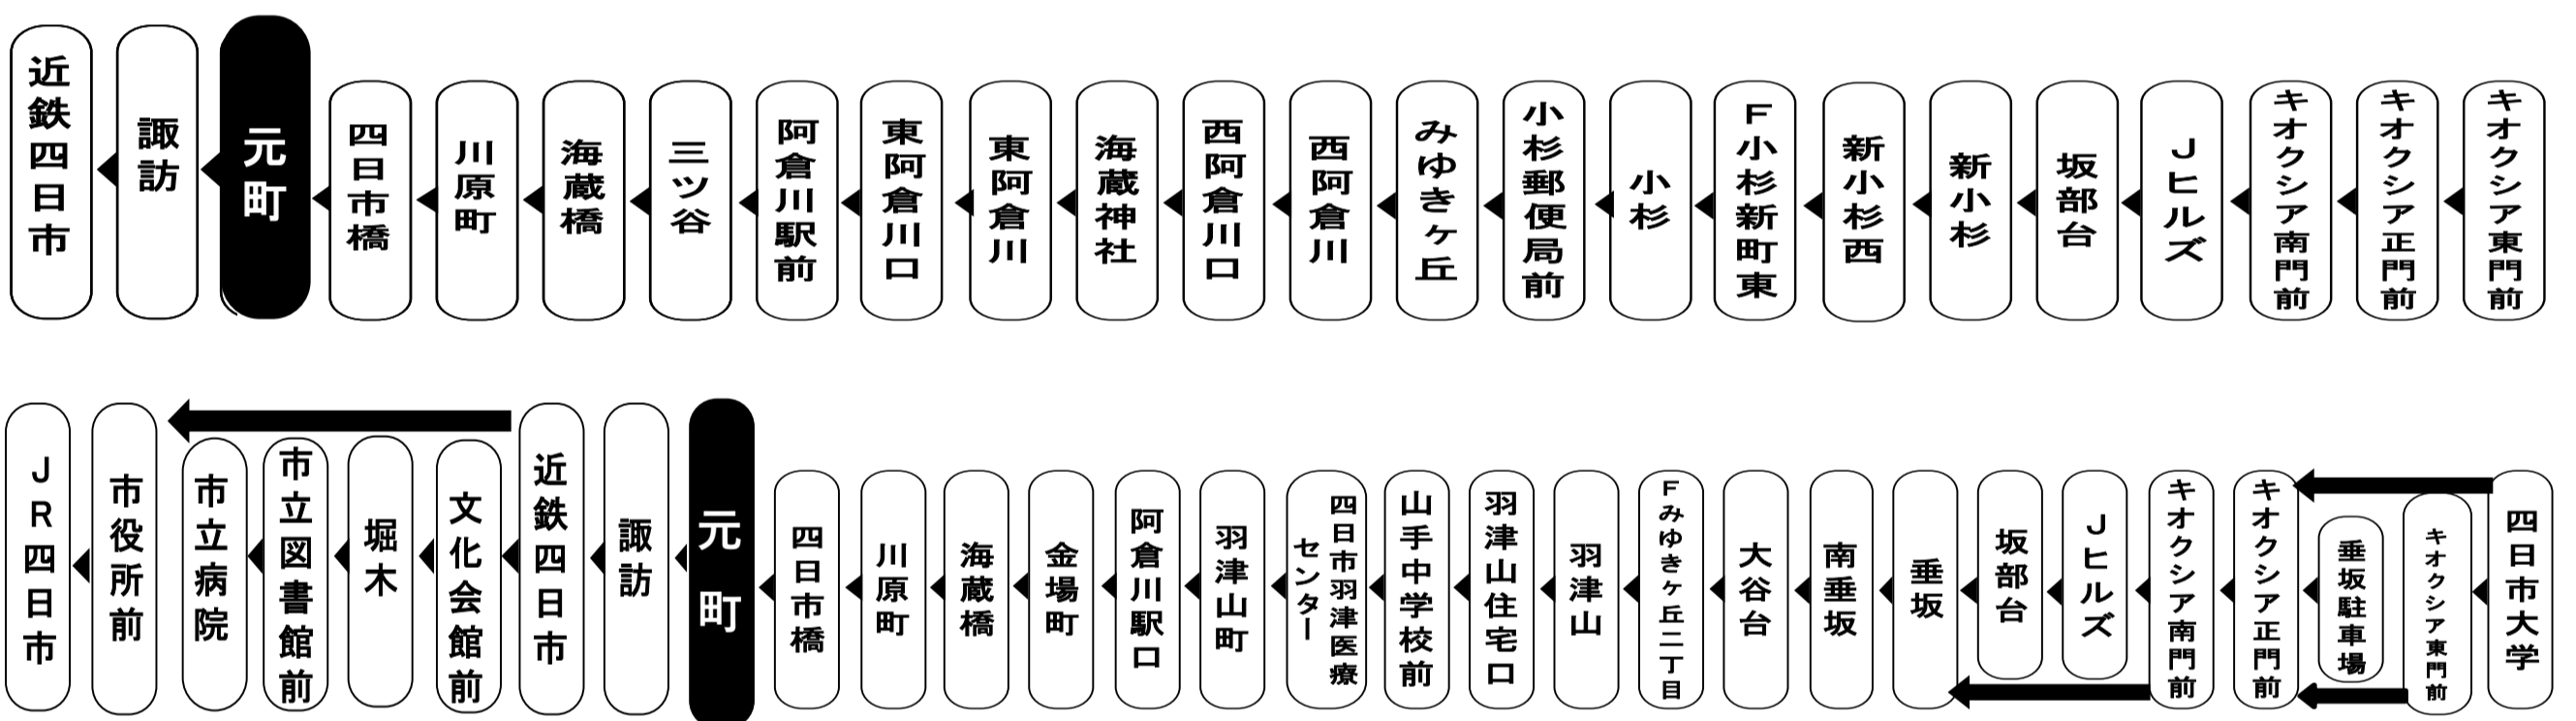 近鉄四日市
諏訪
元町
四日市橋
川原町
海蔵橋
三ツ谷
阿倉川駅前
東阿倉川口
東阿倉川
海蔵神社
西阿倉川口
西阿倉川
みゆきヶ丘
小杉郵便局前
小杉
F小杉新町東
新小杉西
新小杉
坂部台
Jヒルズ
キオクシア南門前
キオクシア正門前
キオクシア東門前
JR四日市
市役所前
市立病院
市立図書館前
堀木
文化会館前
近鉄四日市
諏訪
元町
四日市橋
川原町
海蔵橋
金場町
阿倉川駅口
羽津山町
四日市羽津医療
センター
山手中学校前
羽津山住宅口
羽津山
Fみゆきヶ丘二丁目
大谷台
南垂坂
垂坂
坂部台
Jヒルズ
キオクシア南門前
キオクシア正門前
垂坂駐車場
キオクシア東門前
四日市大学